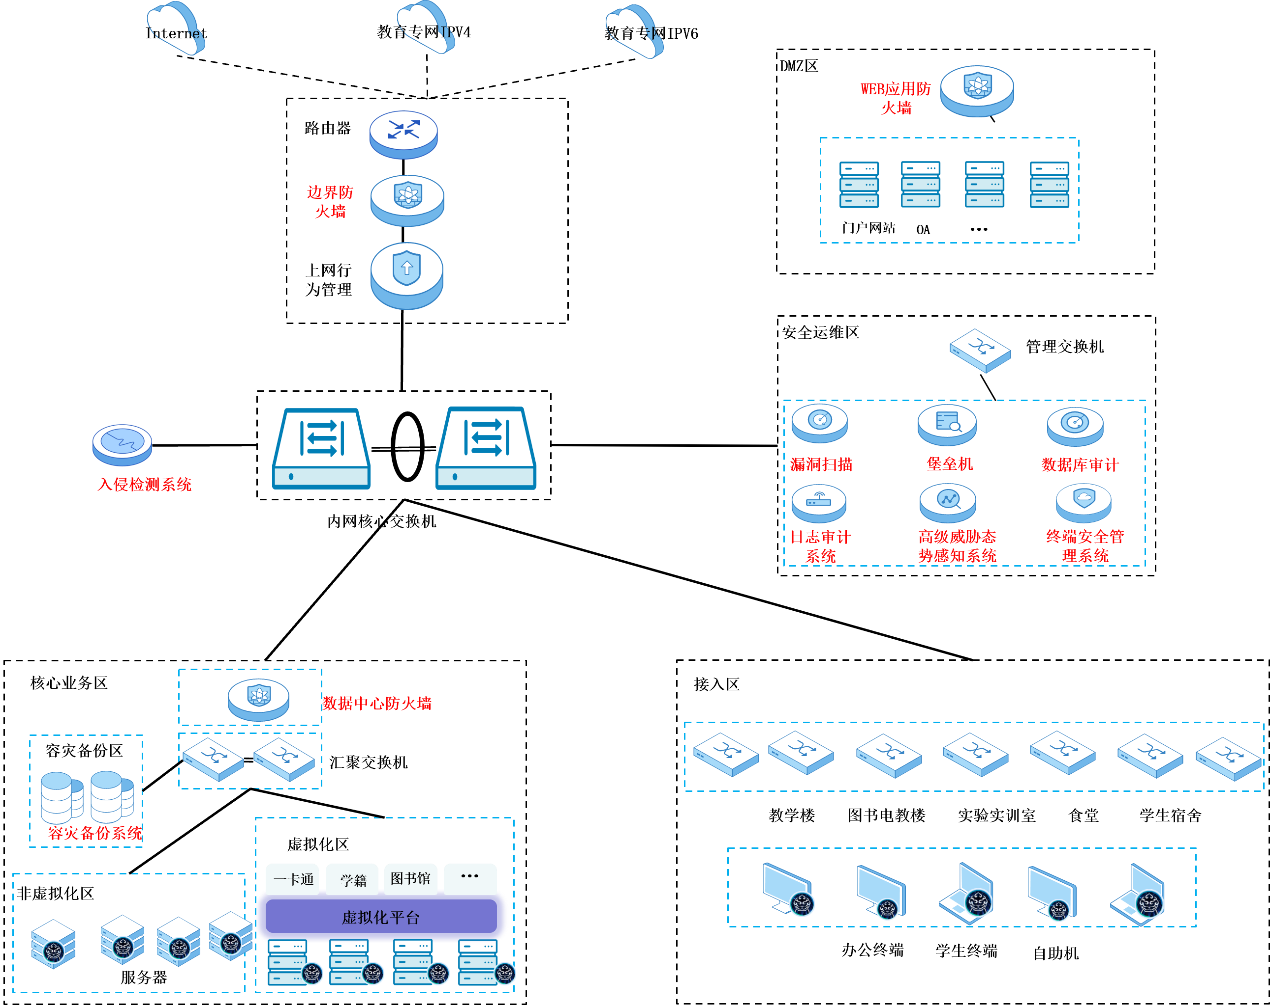 Internet
教育专网IPV4
教育专网IPV6
路由器
边界防
火墙
上网行
为管理
DMZ区
WEB应用防
火墙
门户网站
OA
•••
安全运维区
管理交换机
漏洞扫描
堡垒机
数据库审计
日志审计
系统
高级威胁态
势感知系统
终端安全管
理系统
入侵检测系统
内网核心交换机
核心业务区
数据中心防火墙
容灾备份区
汇聚交换机
容灾备份系统
虚拟化区
一卡通
学籍
图书馆
•••
虚拟化平台
非虚拟化区
服务器
接入区
教学楼
图书电教楼
实验实训室
食堂
学生宿舍
办公终端
学生终端
自助机